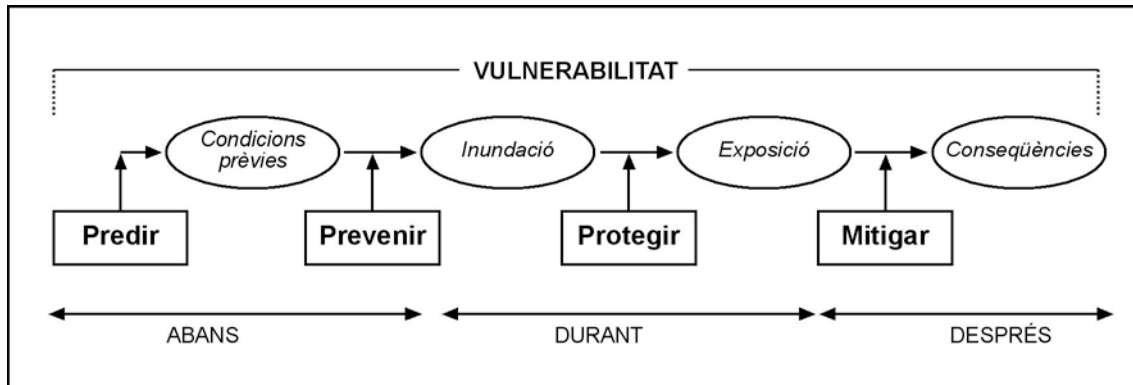 VULNERABILITAT
Condicions
prèvies
Inundació
Exposició
Conseqüències
Predir
Prevenir
Protegir
Mitigar
ABANS
DURANT
DESPRÉS